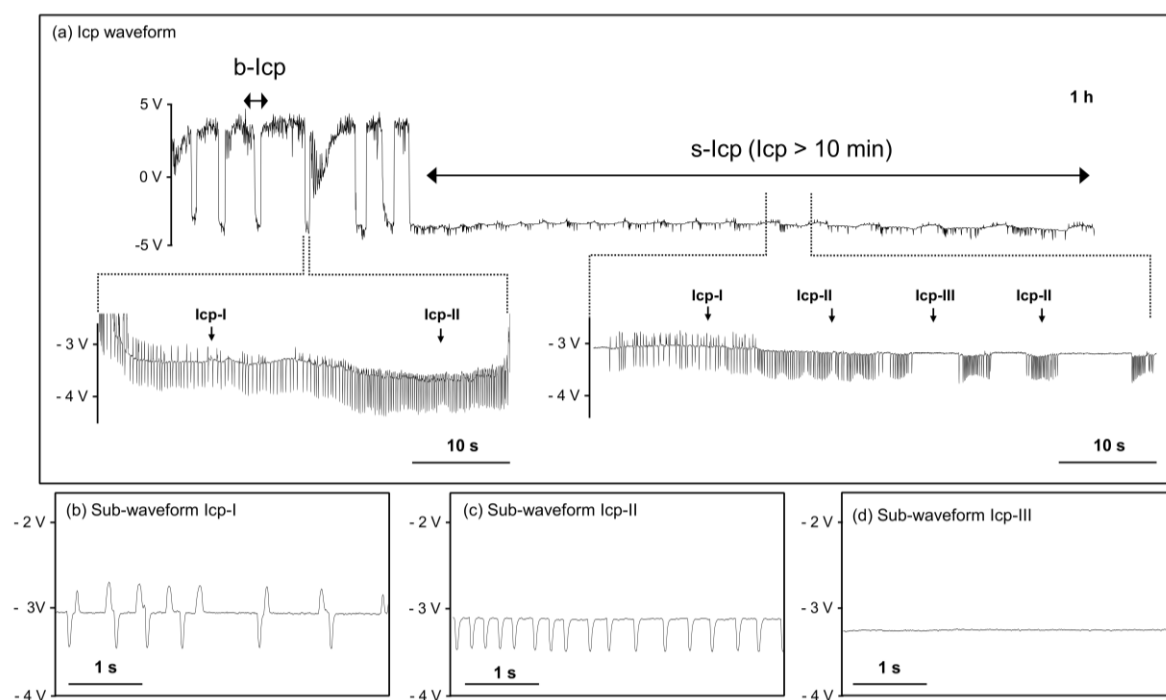 (a) Icp waveform
b-Icp
1 h
5 V
s-Icp (Icp > 10 min)
0 V
-5 V
Icp-I
Icp-II
- 3 V
- 4 V
10 s
Icp-I
Icp-II
Icp-III
Icp-II
- 3 V
- 4 V
10 s
(b) Sub-waveform Icp-I
- 2 V
- 3V
- 4 V
1 s
(c) Sub-waveform Icp-II
- 2 V
- 3 V
- 4 V
1 s
(d) Sub-waveform Icp-III
- 2 V
- 3 V
- 4 V
1 s